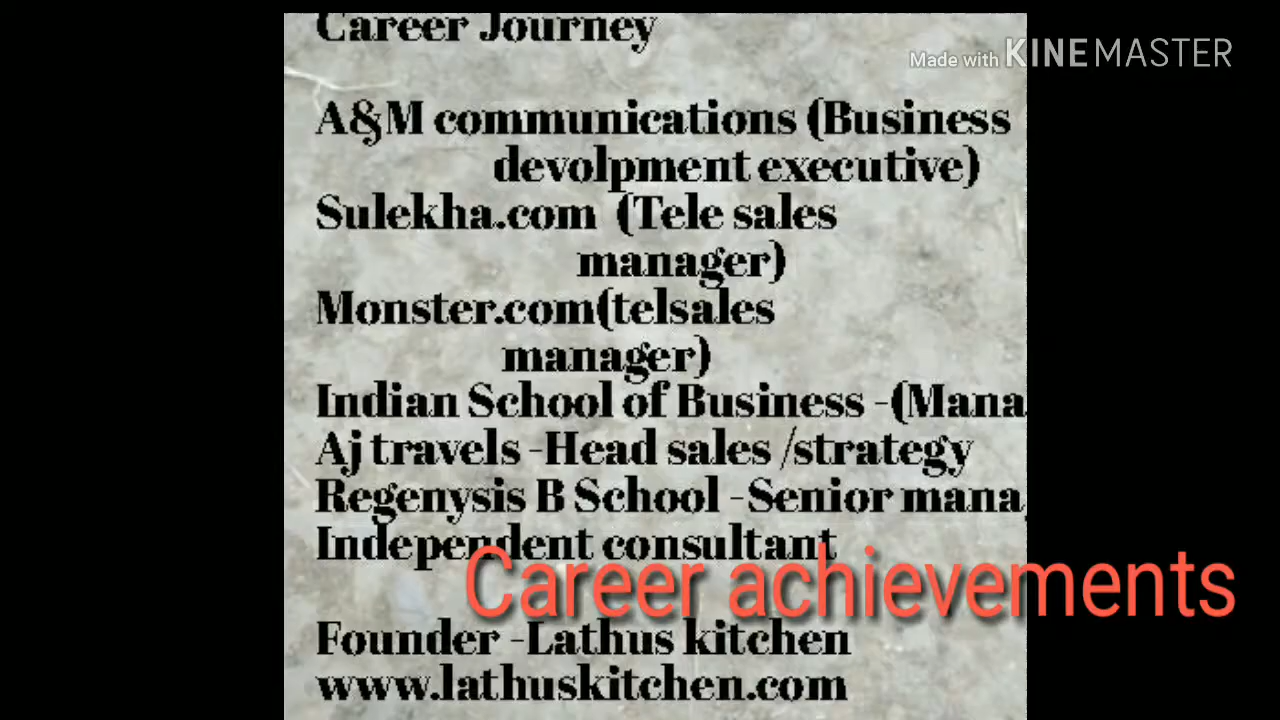 Career Journey
Made with KINEMASTER
A&M communications (Business
devolpment executive)
Sulekha.com (Tele sales
manager)
Monster.com(telsales
manager)
Indian School of Business -(Mana
Aj travels -Head sales /strategy
Regenysis B School -Senior mana
Independent consultant
Career achievements
Founder -Lathus kitchen
www.lathuskitchen.com